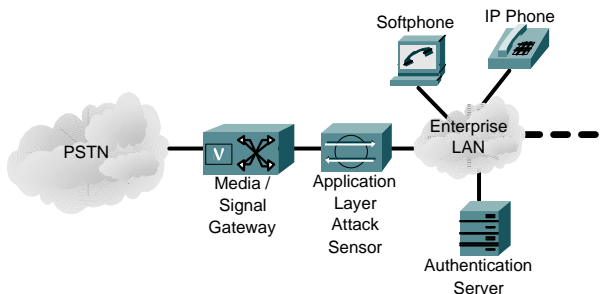 Softphone
IP Phone
PSTN
V
Media /
Signal
Gateway
Application
Layer
Attack
Sensor
Enterprise
LAN
Authentication
Server